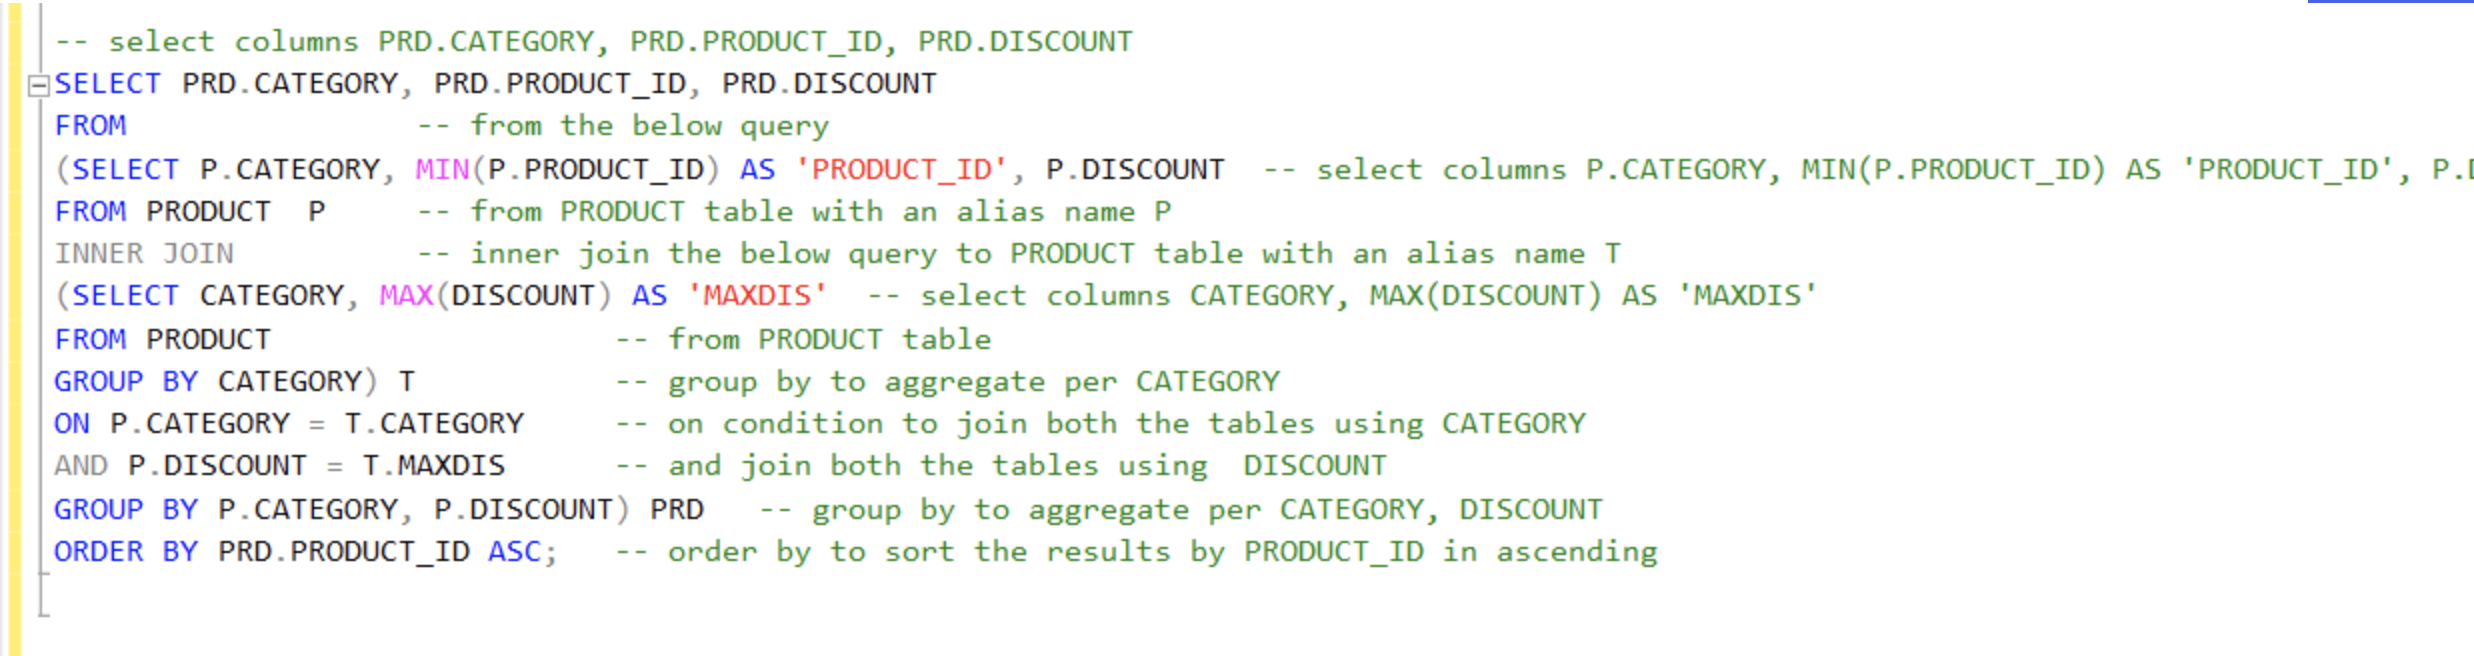 -- select columns PRD.CATEGORY, PRD.PRODUCT_ID, PRD.DISCOUNT
SELECT PRD.CATEGORY, PRD.PRODUCT_ID, PRD.DISCOUNT
FROM -- from the below query
(SELECT P.CATEGORY, MIN(P.PRODUCT_ID) AS 'PRODUCT_ID', P.DISCOUNT -- select columns P.CATEGORY, MIN(P.PRODUCT_ID) AS 'PRODUCT_ID',
FROM PRODUCT P -- from PRODUCT table with an alias name P
INNER JOIN -- inner join the below query to PRODUCT table with an alias name T
(SELECT CATEGORY, MAX(DISCOUNT) AS 'MAXDIS' -- select columns CATEGORY, MAX(DISCOUNT) AS 'MAXDIS'
FROM PRODUCT -- from PRODUCT table
GROUP BY CATEGORY) T -- group by to aggregate per CATEGORY
ON P.CATEGORY = T.CATEGORY -- on condition to join both the tables using CATEGORY
AND P.DISCOUNT = T.MAXDIS -- and join both the tables using DISCOUNT
GROUP BY P.CATEGORY, P.DISCOUNT) PRD -- group by to aggregate per CATEGORY, DISCOUNT
ORDER BY PRD.PRODUCT_ID ASC; -- order by to sort the results by PRODUCT_ID in ascending